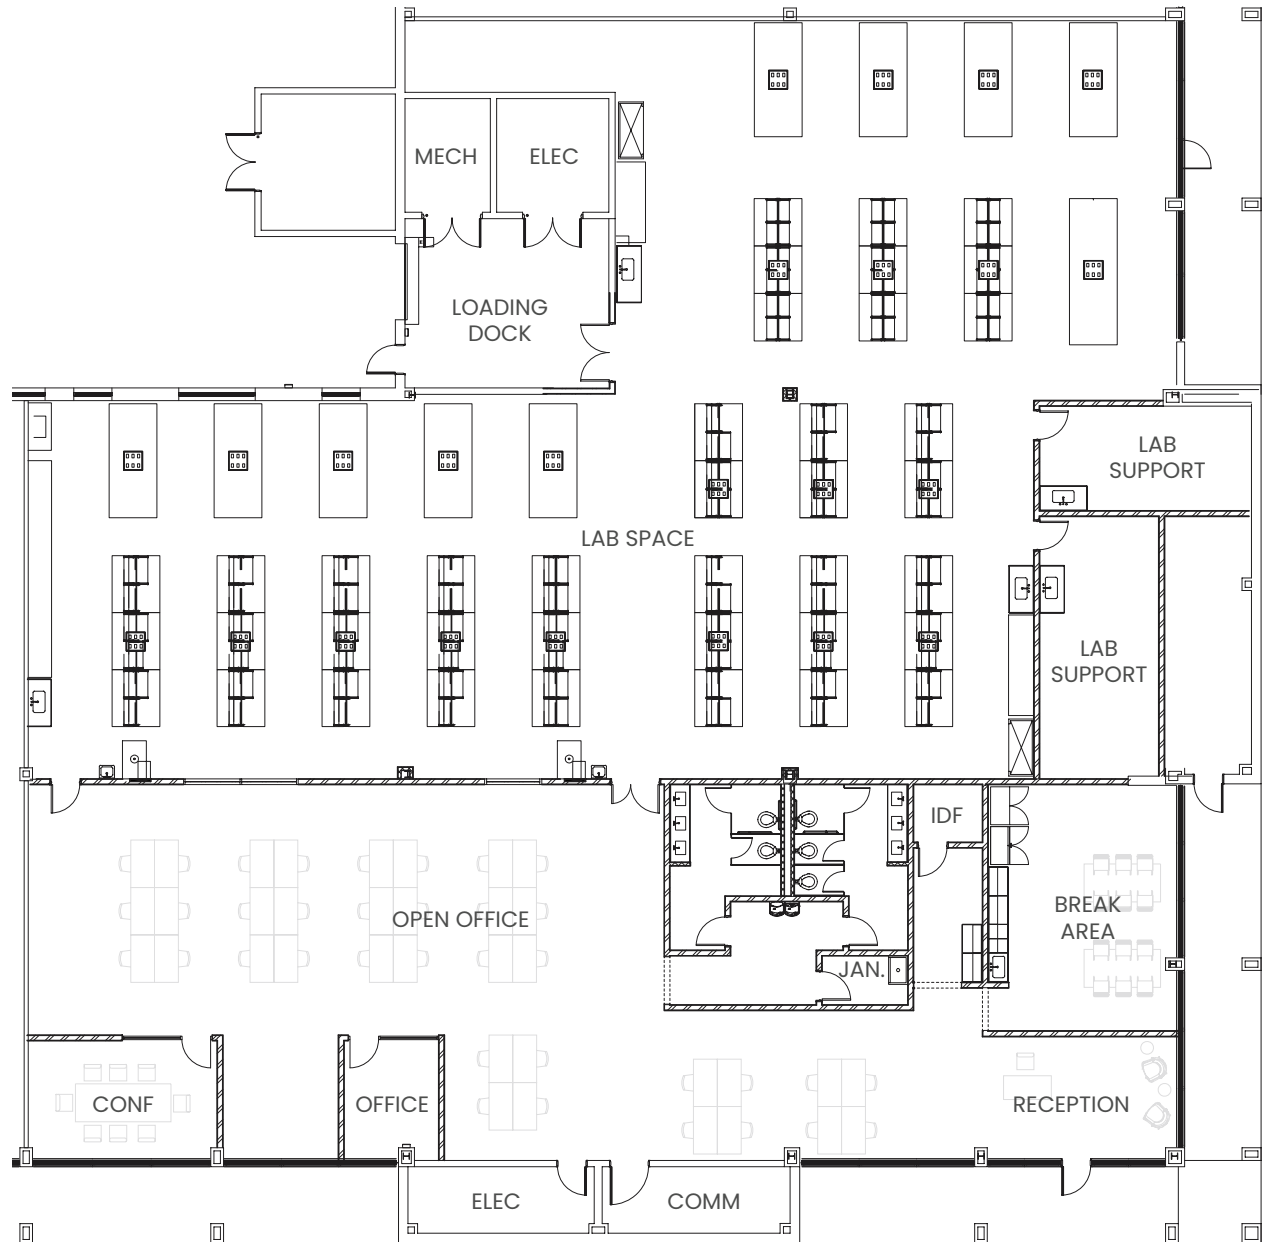 MECH
ELEC
LOADING
DOCK
LAB
SUPPORT
LAB SPACE
LAB
SUPPORT
IDF
OPEN OFFICE
BREAK
AREA
JAN.
CONF
OFFICE
RECEPTION
ELEC
COMM